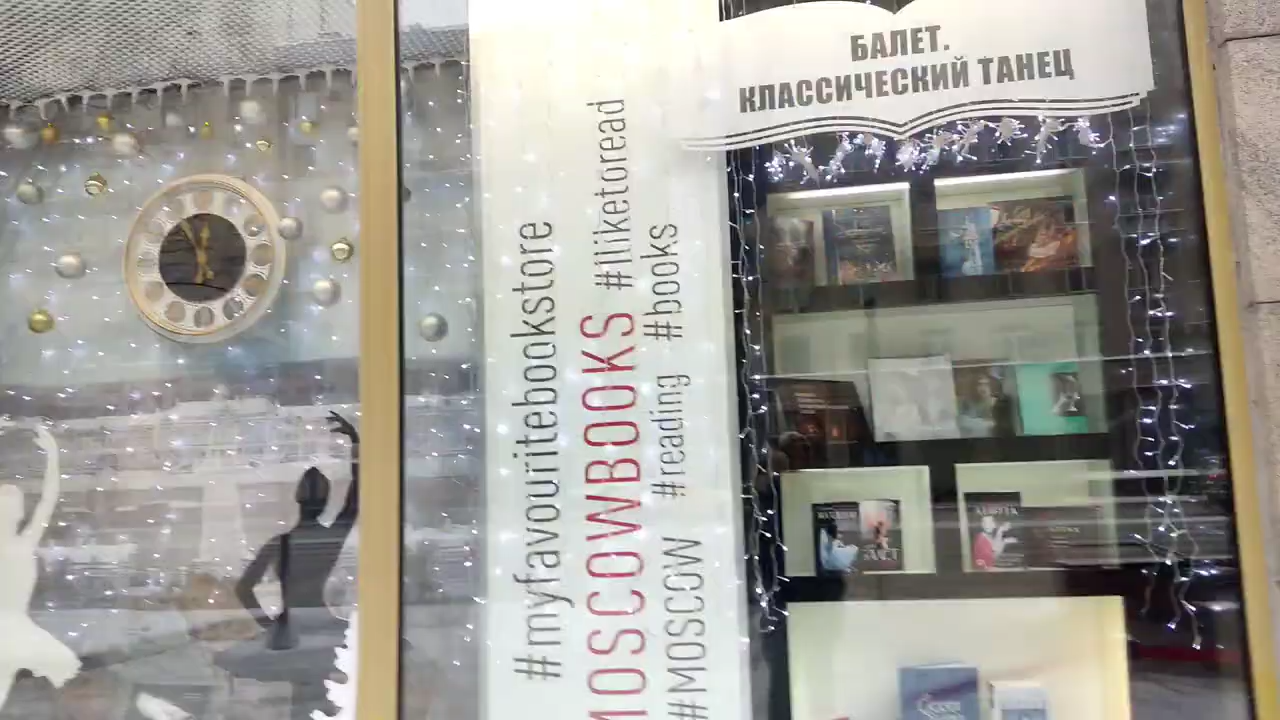 БАЛЕТ.
КЛАССИЧЕСКИЙ ТАНЕЦ
#myfavouritebookstore
MOSCOWBOOKS #iliketoread
#MOSCOW #reading #books